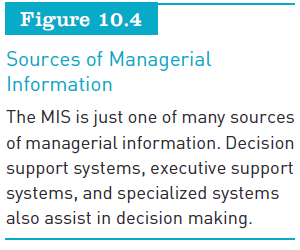 Figure 10.4
Sources of Managerial
Information
The MIS is just one of many sources
of managerial information. Decision
support systems, executive support
systems, and specialized systems
also assist in decision making.